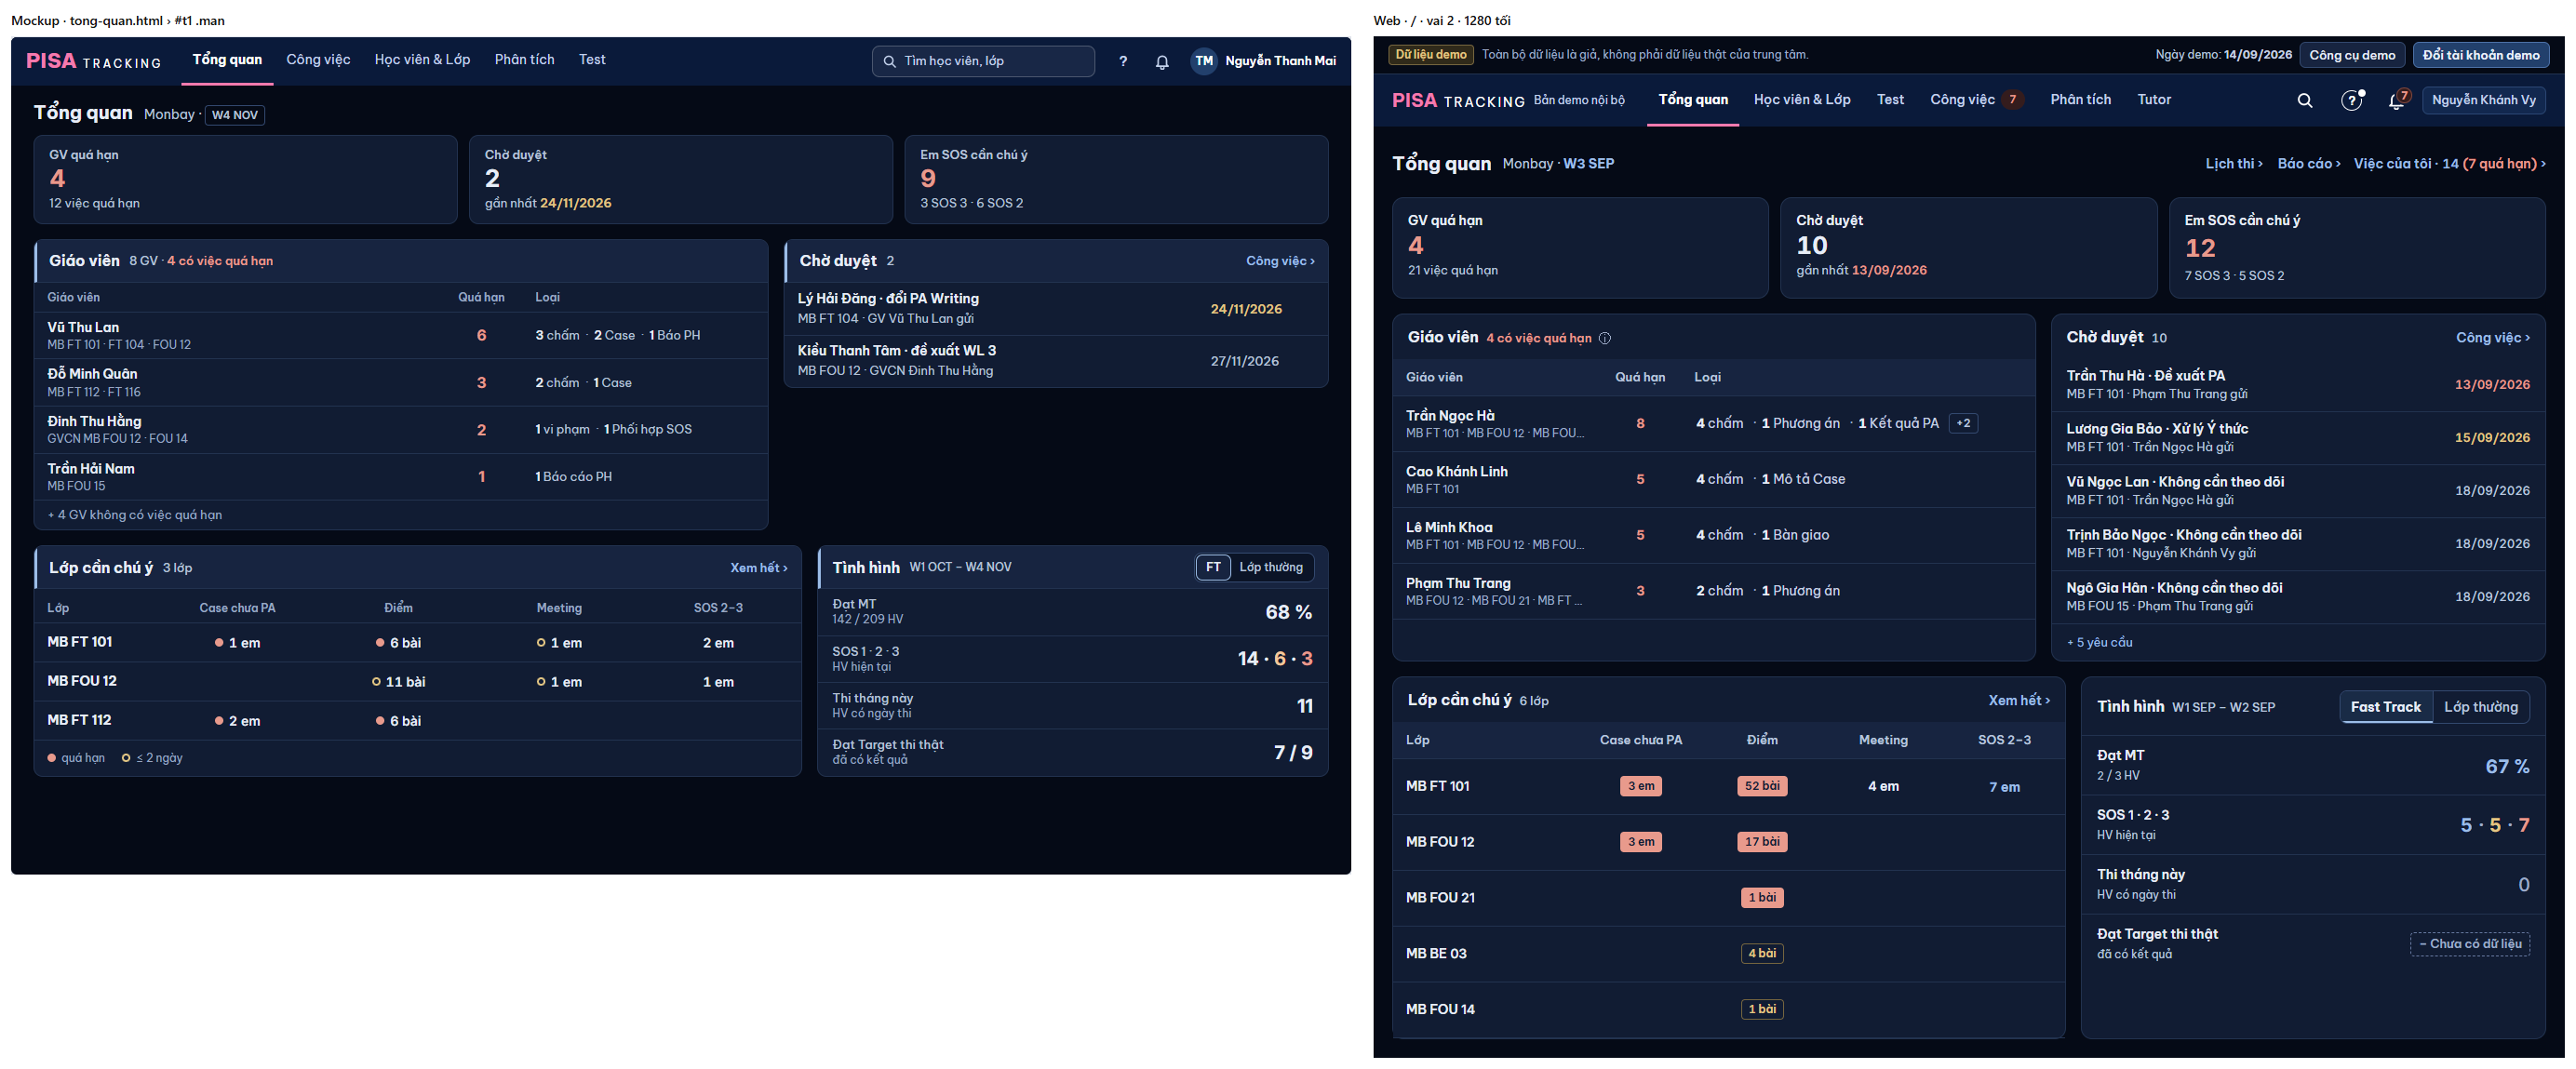 Mockup · tong-quan.html › #t1 .man
PISA TRACKING Tổng quan Công việc Học viên & Lớp Phân tích Test Tìm học viên, lớp ? TM Nguyễn Thanh Mai
Tổng quan Monbay · W4 NOV
GV quá hạn
4
12 việc quá hạn
Chờ duyệt
2
gần nhất 24/11/2026
Em SOS cần chú ý
9
3 SOS 3 · 6 SOS 2
Giáo viên 8 GV · 4 có việc quá hạn
Giáo viên Quá hạn Loại
Vũ Thu Lan
MB FT 101 · FT 104 · FOU 12
6 3 chấm · 2 Case · 1 Báo PH
Đỗ Minh Quân
MB FT 112 · FT 116
3 2 chấm · 1 Case
Đinh Thu Hằng
GVCN MB FOU 12 · FOU 14
2 1 vi phạm · 1 Phối hợp SOS
Trần Hải Nam
MB FOU 15
1 1 Báo cáo PH
+ 4 GV không có việc quá hạn
Chờ duyệt 2 Công việc ›
Lý Hải Đăng · đổi PA Writing
MB FT 104 · GV Vũ Thu Lan gửi
24/11/2026
Kiều Thanh Tâm · đề xuất WL 3
MB FOU 12 · GVCN Đinh Thu Hằng
27/11/2026
Lớp cần chú ý 3 lớp Xem hết ›
Lớp Case chưa PA Điểm Meeting SOS 2–3
MB FT 101 1 em 6 bài 1 em 2 em
MB FOU 12 11 bài 1 em 1 em
MB FT 112 2 em 6 bài
quá hạn ≤ 2 ngày
Tình hình W1 OCT – W4 NOV FT Lớp thường
Đạt MT
142 / 209 HV
68 %
SOS 1 · 2 · 3
HV hiện tại
14 · 6 · 3
Thi tháng này
HV có ngày thi
11
Đạt Target thi thật
đã có kết quả
7 / 9
Web · / · vai 2 · 1280 tối
Dữ liệu demo Toàn bộ dữ liệu là giả, không phải dữ liệu thật của trung tâm. Ngày demo: 14/09/2026 Công cụ demo Đổi tài khoản demo
PISA TRACKING Bản demo nội bộ Tổng quan Học viên & Lớp Test Công việc 7 Phân tích Tutor ? 7 Nguyễn Khánh Vy
Tổng quan Monbay · W3 SEP Lịch thi › Báo cáo › Việc của tôi · 14 (7 quá hạn) ›
GV quá hạn
4
21 việc quá hạn
Chờ duyệt
10
gần nhất 13/09/2026
Em SOS cần chú ý
12
7 SOS 3 · 5 SOS 2
Giáo viên 4 có việc quá hạn
Giáo viên Quá hạn Loại
Trần Ngọc Hà
MB FT 101 · MB FOU 12 · MB FOU...
8 4 chấm · 1 Phương án · 1 Kết quả PA +2
Cao Khánh Linh
MB FT 101
5 4 chấm · 1 Mô tả Case
Lê Minh Khoa
MB FT 101 · MB FOU 12 · MB FOU...
5 4 chấm · 1 Bàn giao
Phạm Thu Trang
MB FOU 12 · MB FOU 21 · MB FT ...
3 2 chấm · 1 Phương án
Chờ duyệt 10 Công việc ›
Trần Thu Hà · Đề xuất PA
MB FT 101 · Phạm Thu Trang gửi
13/09/2026
Lương Gia Bảo · Xử lý Ý thức
MB FT 101 · Trần Ngọc Hà gửi
15/09/2026
Vũ Ngọc Lan · Không cần theo dõi
MB FT 101 · Trần Ngọc Hà gửi
18/09/2026
Trịnh Bảo Ngọc · Không cần theo dõi
MB FT 101 · Nguyễn Khánh Vy gửi
18/09/2026
Ngô Gia Hân · Không cần theo dõi
MB FOU 15 · Phạm Thu Trang gửi
18/09/2026
+ 5 yêu cầu
Lớp cần chú ý 6 lớp Xem hết ›
Lớp Case chưa PA Điểm Meeting SOS 2–3
MB FT 101 3 em 52 bài 4 em 7 em
MB FOU 12 3 em 17 bài
MB FOU 21 1 bài
MB BE 03 4 bài
MB FOU 14 1 bài
Tình hình W1 SEP – W2 SEP Fast Track Lớp thường
Đạt MT
2 / 3 HV
67 %
SOS 1 · 2 · 3
HV hiện tại
5 · 5 · 7
Thi tháng này
HV có ngày thi
0
Đạt Target thi thật
đã có kết quả
– Chưa có dữ liệu